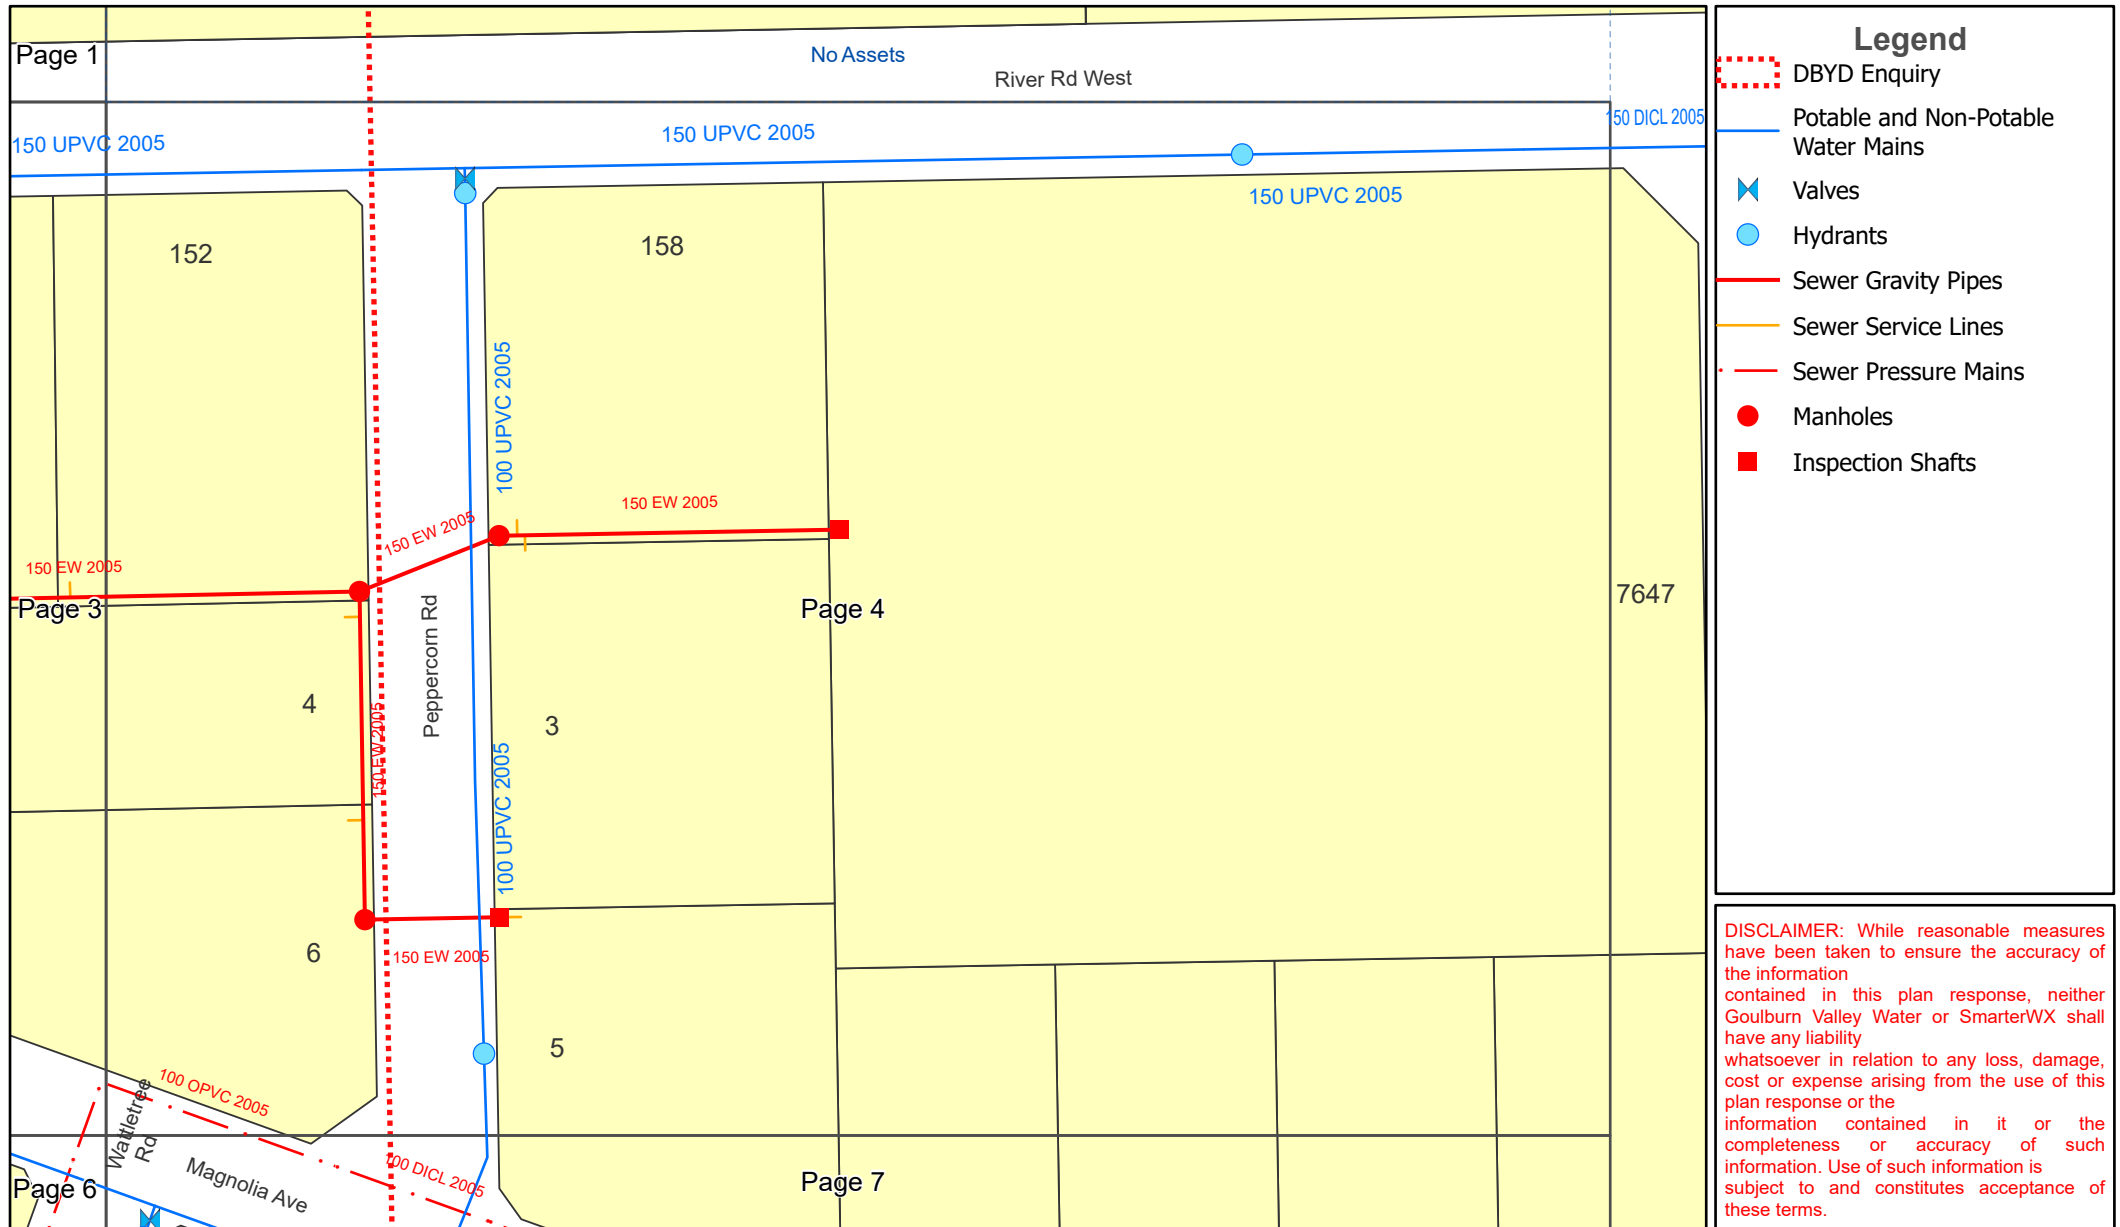 Page 1
No Assets
River Rd West
150 UPVC 2005
150 UPVC 2005
150 DICL 2005
150 UPVC 2005
152
158
100 UPVC 2005
150 EW 2005
150 EW 2005
150 EW 2005
Page 3
Page 4
7647
Peppercorn Rd
4
3
150 EW 2005
100 UPVC 2005
6
150 EW 2005
5
100 OPVC 2005
Wattletree
Rd
Magnolia Ave
100 DICL 2005
Page 6
Page 7
Legend
DBYD Enquiry
Potable and Non-Potable
Water Mains
Valves
Hydrants
Sewer Gravity Pipes
Sewer Service Lines
Sewer Pressure Mains
Manholes
Inspection Shafts
DISCLAIMER: While reasonable measures
have been taken to ensure the accuracy of
the information
contained in this plan response, neither
Goulburn Valley Water or SmarterWX shall
have any liability
whatsoever in relation to any loss, damage,
cost or expense arising from the use of this
plan response or the
information contained in it or the
completeness or accuracy of such
information. Use of such information is
subject to and constitutes acceptance of
these terms.